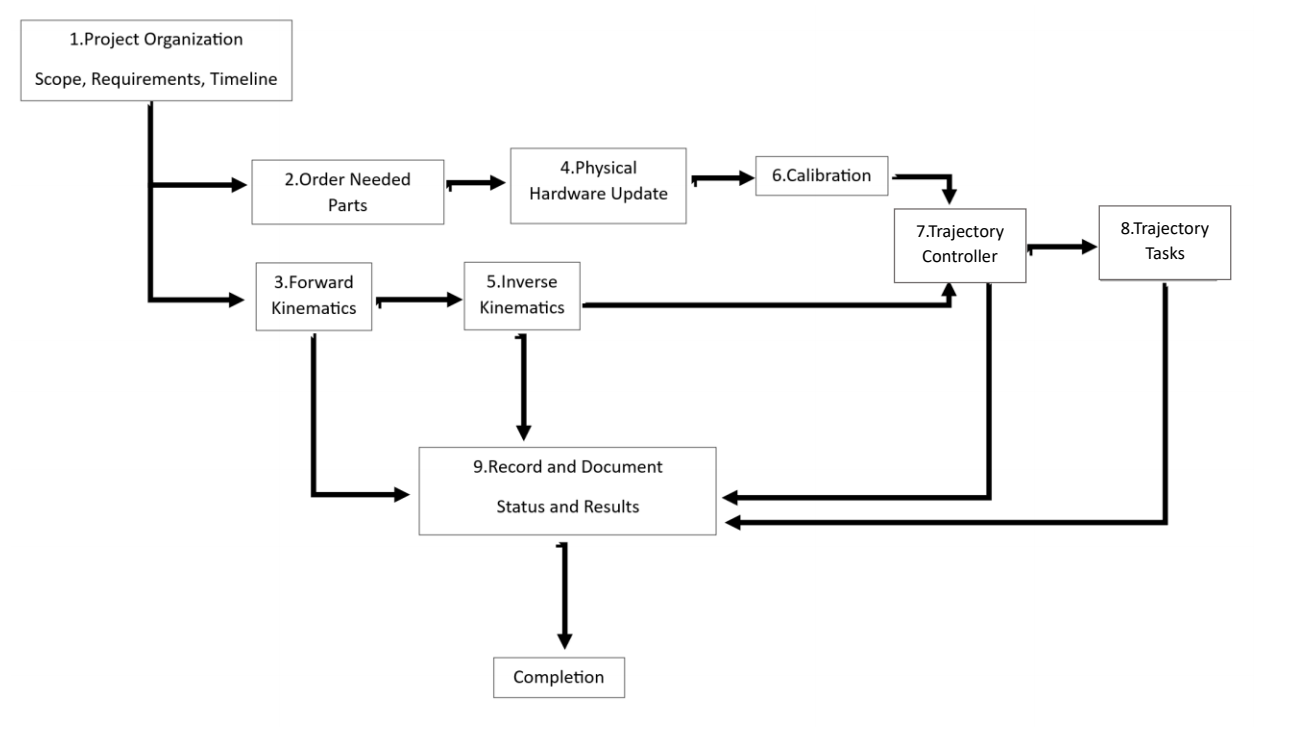 1.Project Organization
Scope, Requirements, Timeline
2.Order Needed
Parts
4.Physical
Hardware Update
6.Calibration
7.Trajectory
Controller
8.Trajectory
Tasks
3.Forward
Kinematics
5.Inverse
Kinematics
9.Record and Document
Status and Results
Completion